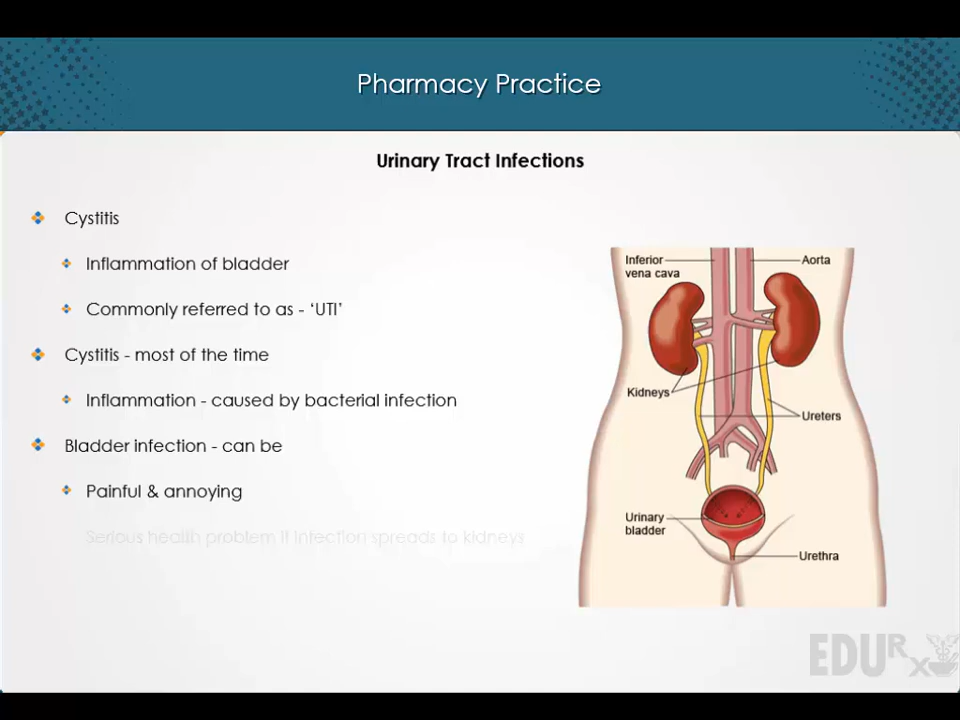 Pharmacy Practice
Urinary Tract Infections
Cystitis
Inflammation of bladder
Commonly referred to as - ‘UTI’
Cystitis - most of the time
Inflammation - caused by bacterial infection
Bladder infection - can be
Painful & annoying
Serious health problem if infection spreads to kidneys
Inferior
vena cava
Aorta
Kidneys
Ureters
Urinary
bladder
Urethra
EDURx